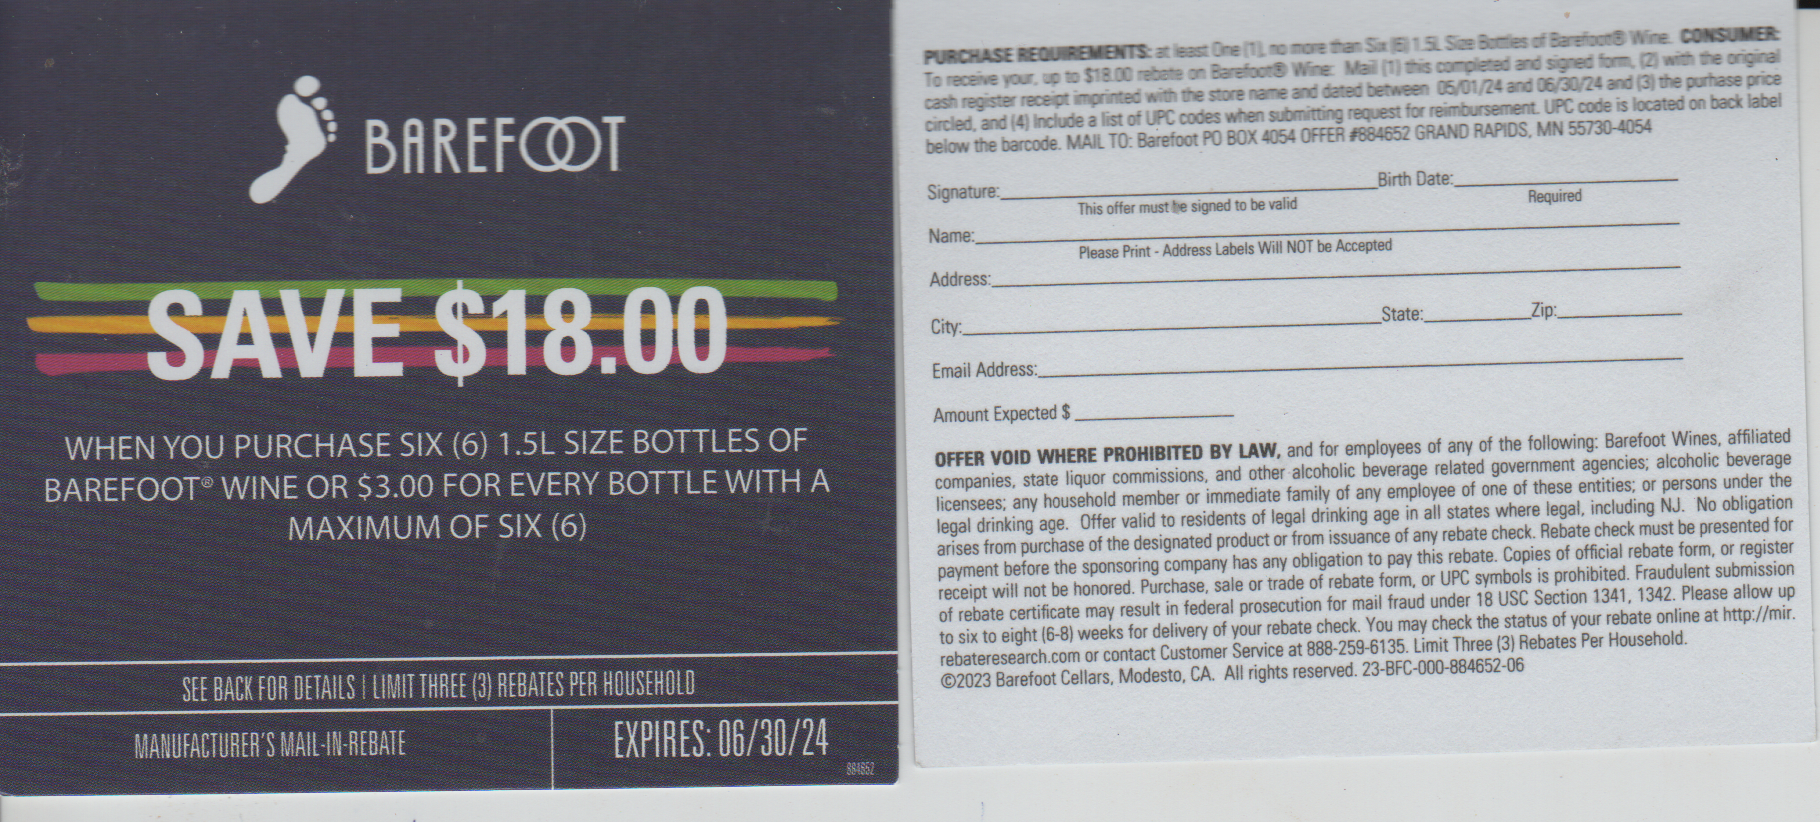 BAREFOOT
SAVE $18.00
WHEN YOU PURCHASE SIX (6) 1.5L SIZE BOTTLES OF
BAREFOOT® WINE OR $3.00 FOR EVERY BOTTLE WITH A
MAXIMUM OF SIX (6)
SEE BACK FOR DETAILS | LIMIT THREE (3) REBATES PER HOUSEHOLD
MANUFACTURER'S MAIL-IN-REBATE
EXPIRES: 06/30/24
884652
PURCHASE REQUIREMENTS: at least One (1), no more than Six (6) 1.5L Size Bottles of Barefoot® Wine. CONSUMER:
To receive your, up to $18.00 rebate on Barefoot® Wine: Mail (1) this completed and signed form, (2) with the original
cash register receipt imprinted with the store name and dated between 05/01/24 and 06/30/24 and (3) the purhase price
circled, and (4) Include a list of UPC codes when submitting request for reimbursement. UPC code is located on back label
below the barcode. MAIL TO: Barefoot PO BOX 4054 OFFER #884652 GRAND RAPIDS, MN 55730-4054
Signature: Birth Date:
This offer must be signed to be valid Required
Name:
Please Print - Address Labels Will NOT be Accepted
Address:
City: State: Zip:
Email Address:
Amount Expected $
OFFER VOID WHERE PROHIBITED BY LAW, and for employees of any of the following: Barefoot Wines, affiliated
companies, state liquor commissions, and other alcoholic beverage related government agencies; alcoholic beverage
licensees; any household member or immediate family of any employee of one of these entities; or persons under the
legal drinking age. Offer valid to residents of legal drinking age in all states where legal, including NJ. No obligation
arises from purchase of the designated product or from issuance of any rebate check. Rebate check must be presented for
payment before the sponsoring company has any obligation to pay this rebate. Copies of official rebate form, or register
receipt will not be honored. Purchase, sale or trade of rebate form, or UPC symbols is prohibited. Fraudulent submission
of rebate certificate may result in federal prosecution for mail fraud under 18 USC Section 1341, 1342. Please allow up
to six to eight (6-8) weeks for delivery of your rebate check. You may check the status of your rebate online at http://mir.
rebateresearch.com or contact Customer Service at 888-259-6135. Limit Three (3) Rebates Per Household.
©2023 Barefoot Cellars, Modesto, CA. All rights reserved. 23-BFC-000-884652-06